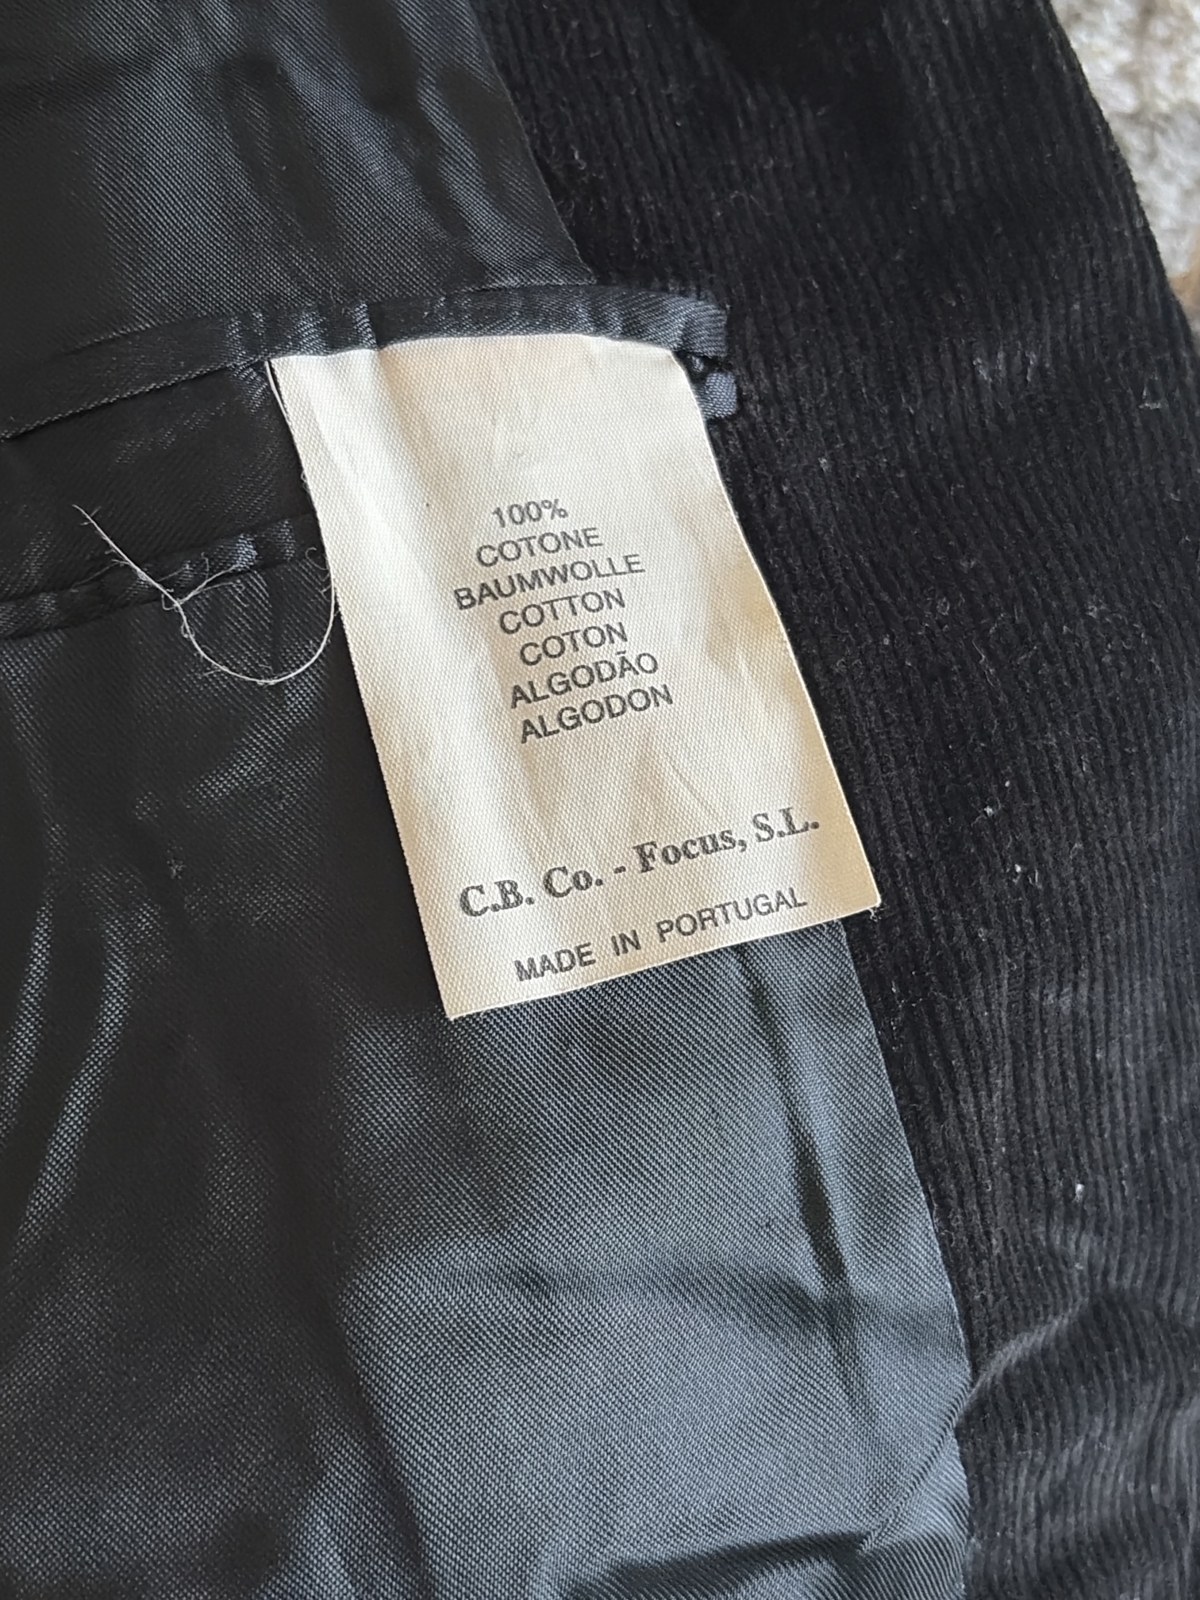 100%
COTONE
BAUMWOLLE
COTTON
COTON
ALGODÃO
ALGODON
C.B. Co. - Focus, S.L.
MADE IN PORTUGAL